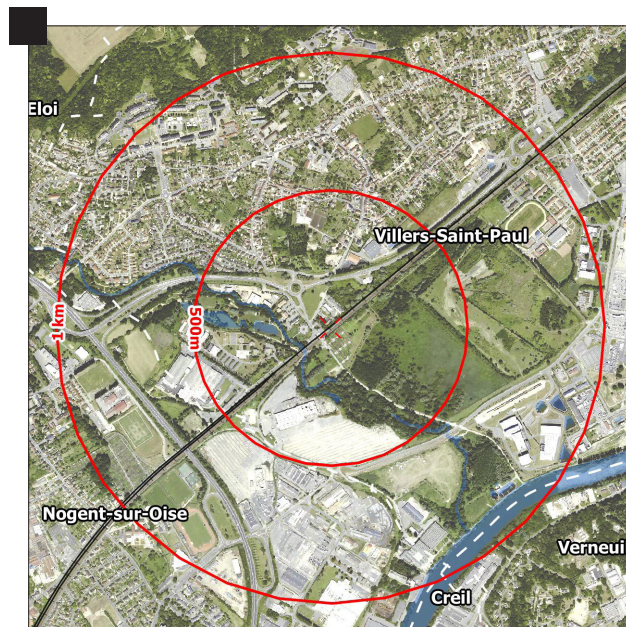 Eloi
Villers-Saint-Paul
1 km
500m
Nogent-sur-Oise
Verneui
Creil